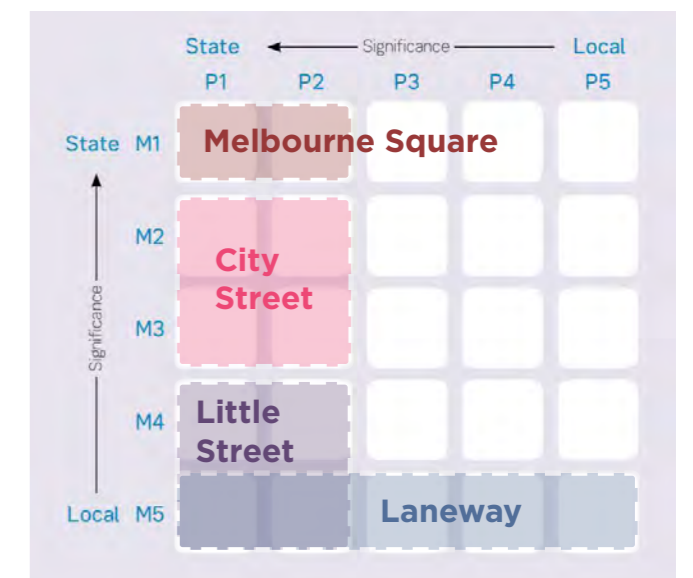 State Significance Local
P1 P2 P3 P4 P5
State M1 Melbourne Square
M2
City
Street
Significance
M3
M4
Little
Street
Local M5 Laneway